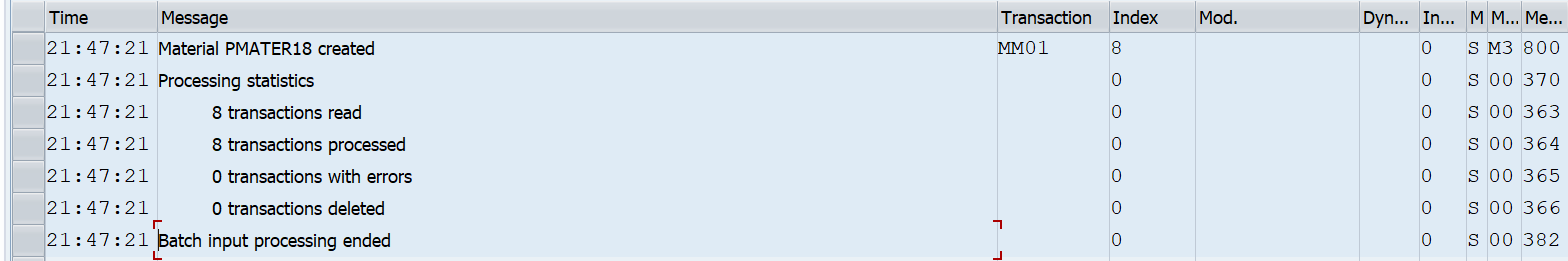 Time Message Transaction Index Mod. Dyn... In... M M... Me...
21:47:21 Material PMATER18 created MM01 8 0 S M3 800
21:47:21 Processing statistics 0 0 S 00 370
21:47:21 8 transactions read 0 0 S 00 363
21:47:21 8 transactions processed 0 0 S 00 364
21:47:21 0 transactions with errors 0 0 S 00 365
21:47:21 0 transactions deleted 0 0 S 00 366
21:47:21 Batch input processing ended 0 0 S 00 382